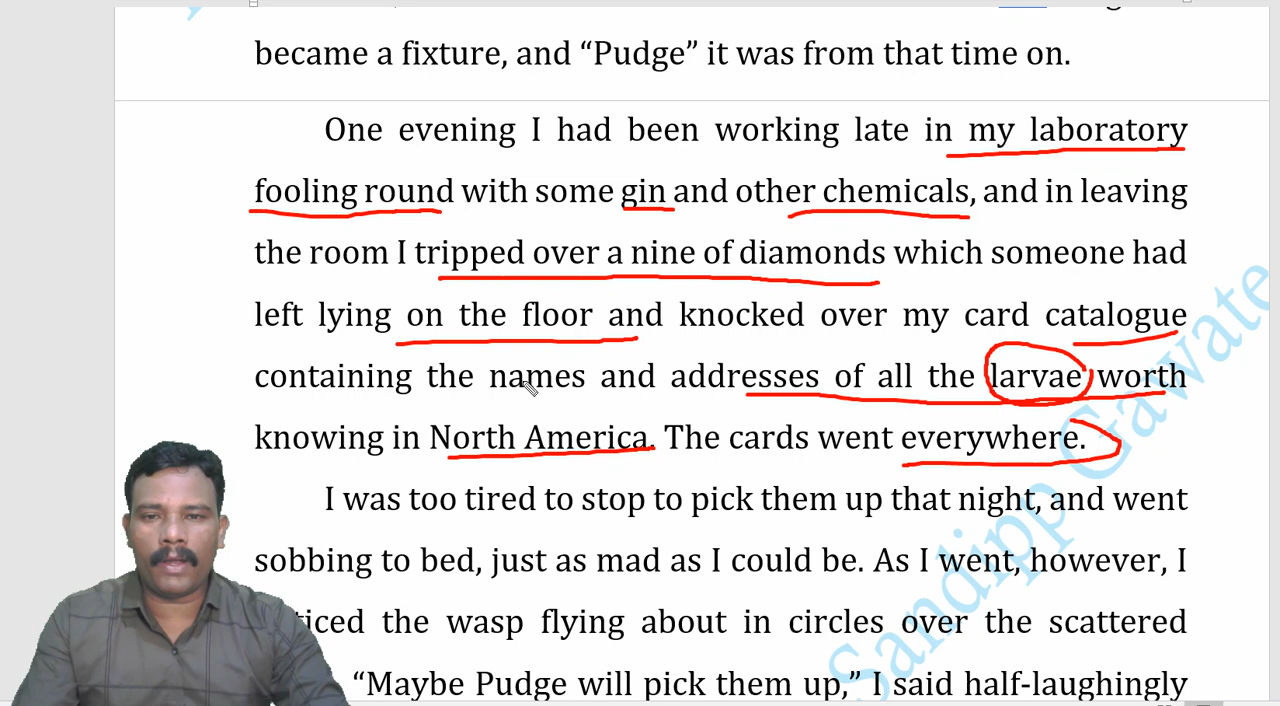 became a fixture, and “Pudge” it was from that time on.
One evening I had been working late in my laboratory
fooling round with some gin and other chemicals, and in leaving
the room I tripped over a nine of diamonds which someone had
left lying on the floor and knocked over my card catalogue
containing the names and addresses of all the larvae worth
knowing in North America. The cards went everywhere.
I was too tired to stop to pick them up that night, and went
sobbing to bed, just as mad as I could be. As I went, however, I
the wasp flying about in circles over the scattered
“Maybe Pudge will pick them up,” I said half-laughingly
Sandipp Gawate